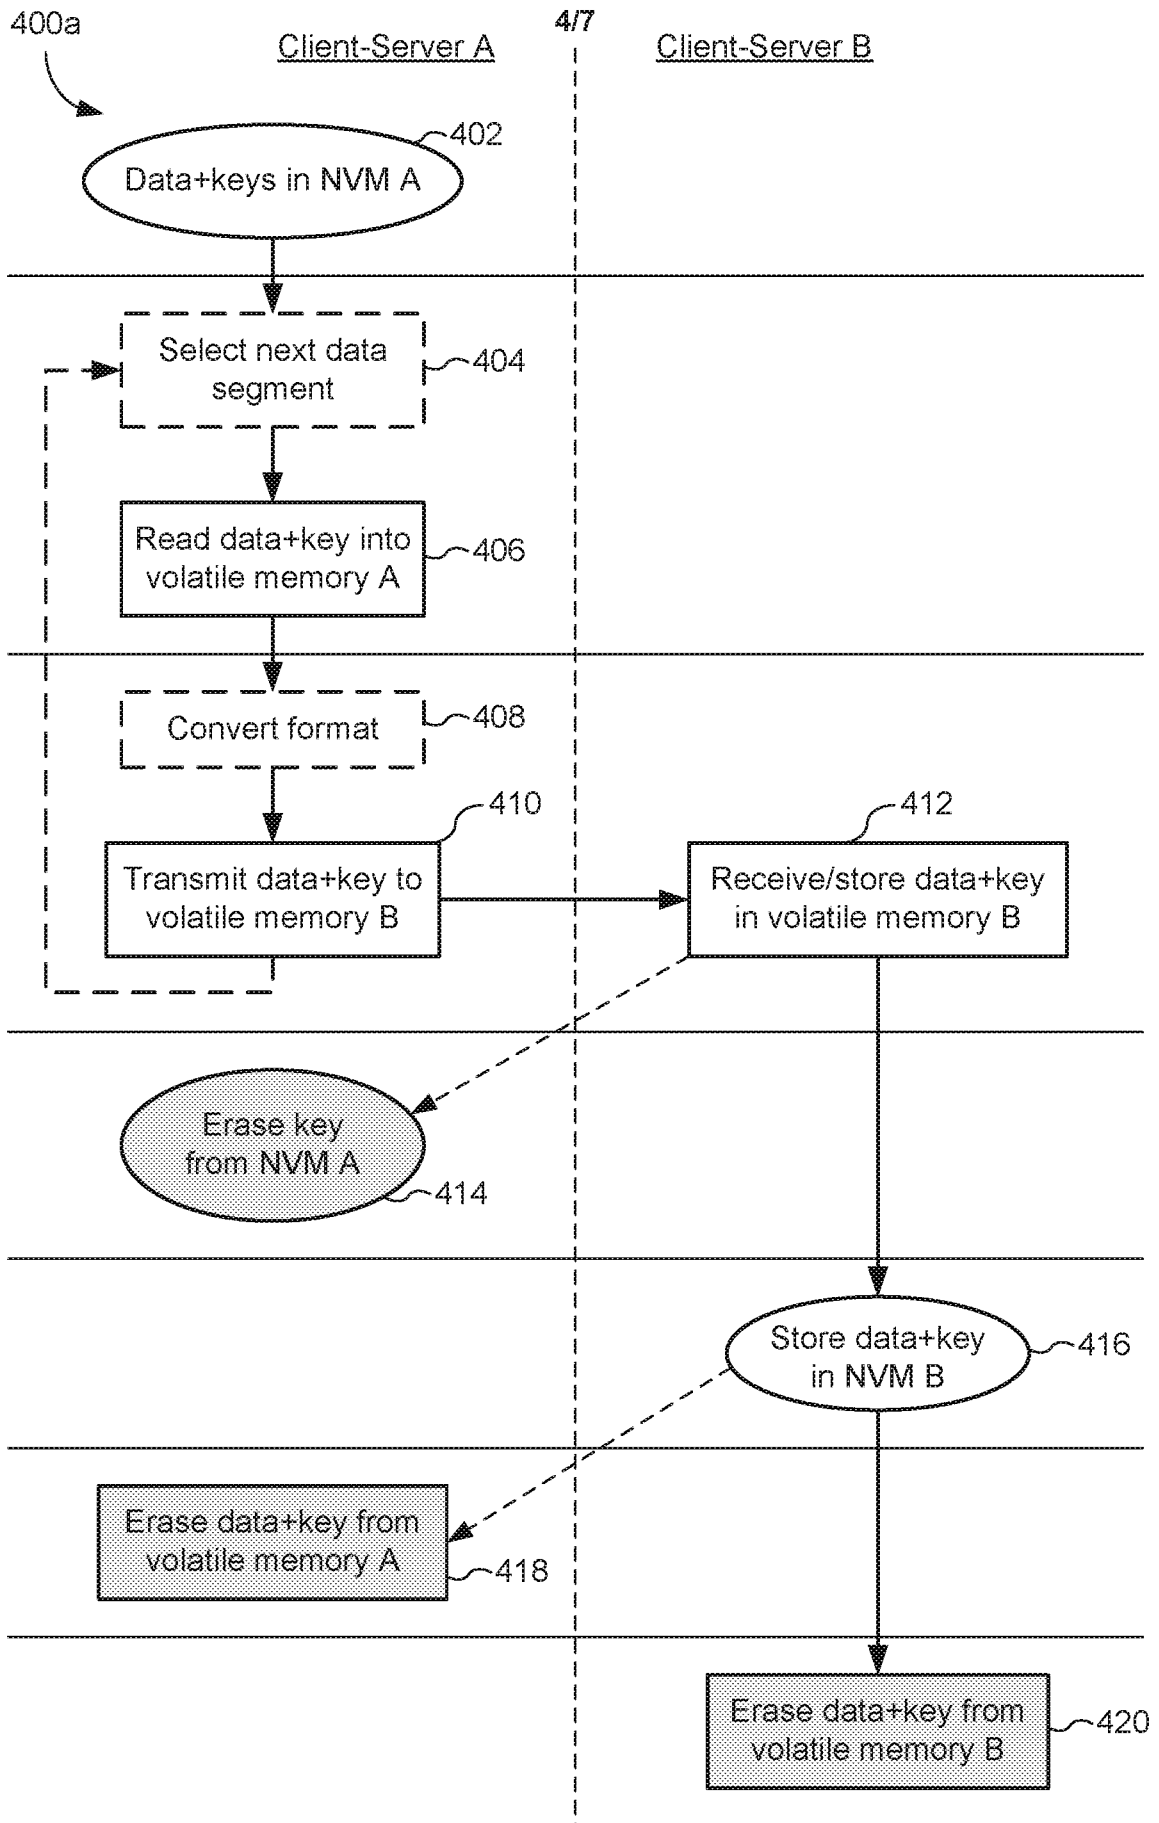 4/7
400a
Client-Server A
Client-Server B
402
Data+keys in NVM A
Select next data
segment
404
Read data+key into
volatile memory A
406
Convert format
408
410
Transmit data+key to
volatile memory B
412
Receive/store data+key
in volatile memory B
Erase key
from NVM A
414
Store data+key
in NVM B
416
Erase data+key from
volatile memory A
418
Erase data+key from
volatile memory B
420